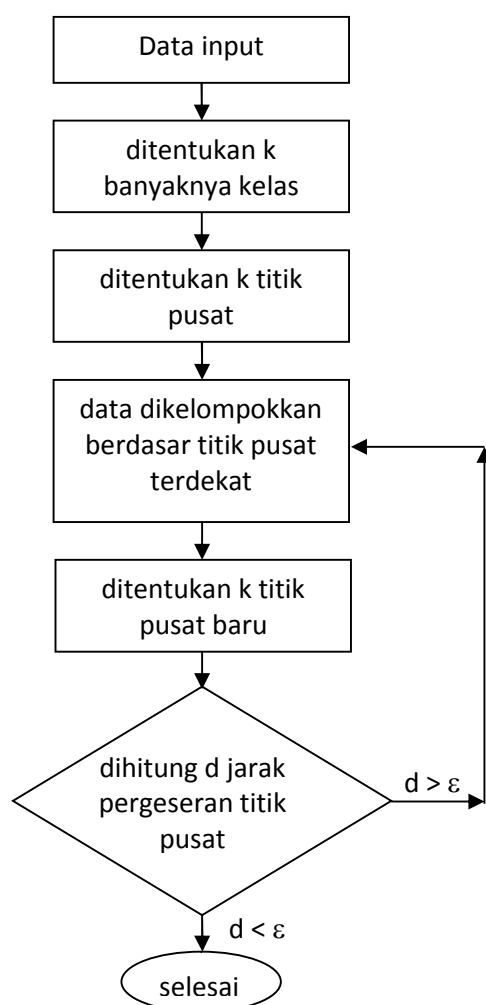 Data input
ditentukan k
banyaknya kelas
ditentukan k titik
pusat
data dikelompokkan
berdasar titik pusat
terdekat
ditentukan k titik
pusat baru
dihitung d jarak
pergeseran titik
pusat
d > ε
d < ε
selesai